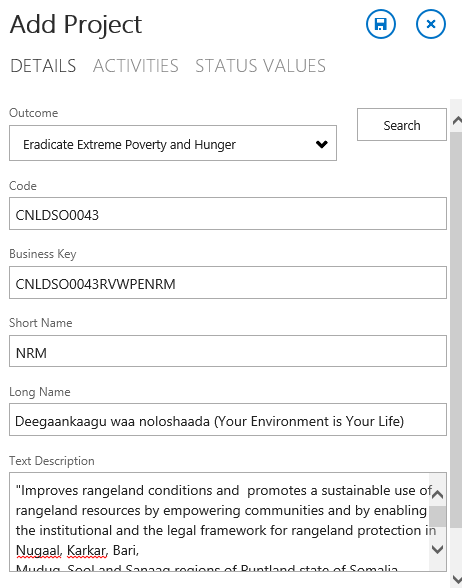 Add Project
DETAILS ACTIVITIES STATUS VALUES
Outcome
Eradicate Extreme Poverty and Hunger
Search
Code
CNLDSO0043
Business Key
CNLDSO0043RVWPENRM
Short Name
NRM
Long Name
Deegaankaagu waa noloshaada (Your Environment is Your Life)
Text Description
"Improves rangeland conditions and  promotes a sustainable use of
rangeland resources by empowering communities and by enabling
the institutional and the legal framework for rangeland protection in
Nugaal, Karkar, Bari,
Mudug, Sool and Sanaag regions of Puntland state of Somalia